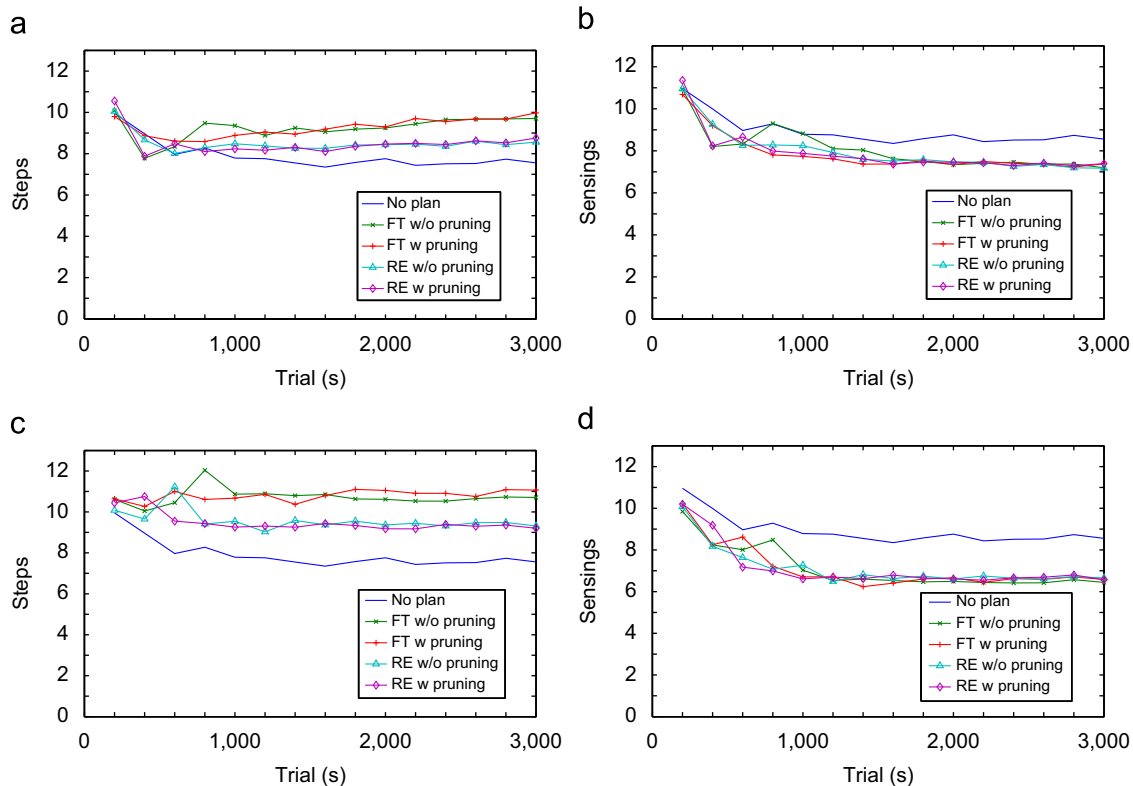 a
12
10
8
6
4
2
0
Steps
No plan
FT w/o pruning
FT w pruning
RE w/o pruning
RE w pruning
0
1,000
2,000
3,000
Trial (s)
b
12
10
8
6
4
2
0
Sensings
No plan
FT w/o pruning
FT w pruning
RE w/o pruning
RE w pruning
0
1,000
2,000
3,000
Trial (s)
c
12
10
8
6
4
2
0
Steps
No plan
FT w/o pruning
FT w pruning
RE w/o pruning
RE w pruning
0
1,000
2,000
3,000
Trial (s)
d
12
10
8
6
4
2
0
Sensings
No plan
FT w/o pruning
FT w pruning
RE w/o pruning
RE w pruning
0
1,000
2,000
3,000
Trial (s)